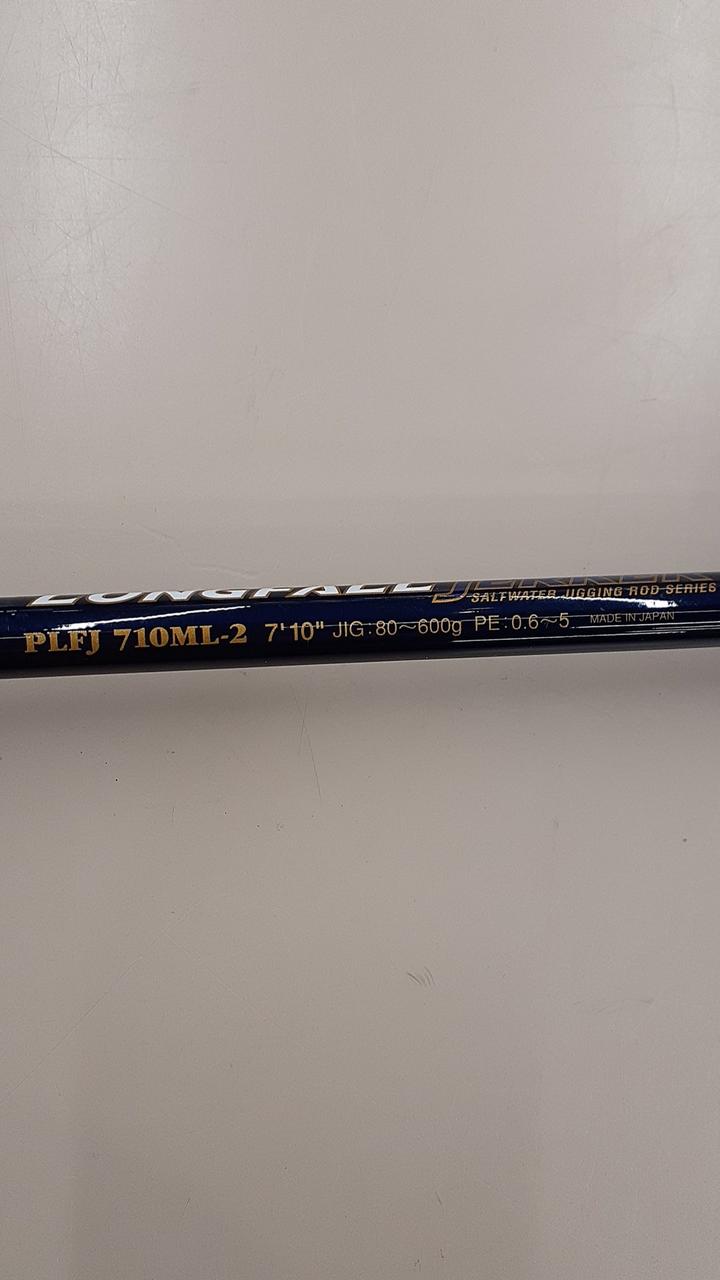 LONGFALL JERKER
SALTWATER JIGGING ROD SERIES
PLFJ 710ML-2 7'10" JIG:80～600g PE:0.6～5 MADE IN JAPAN